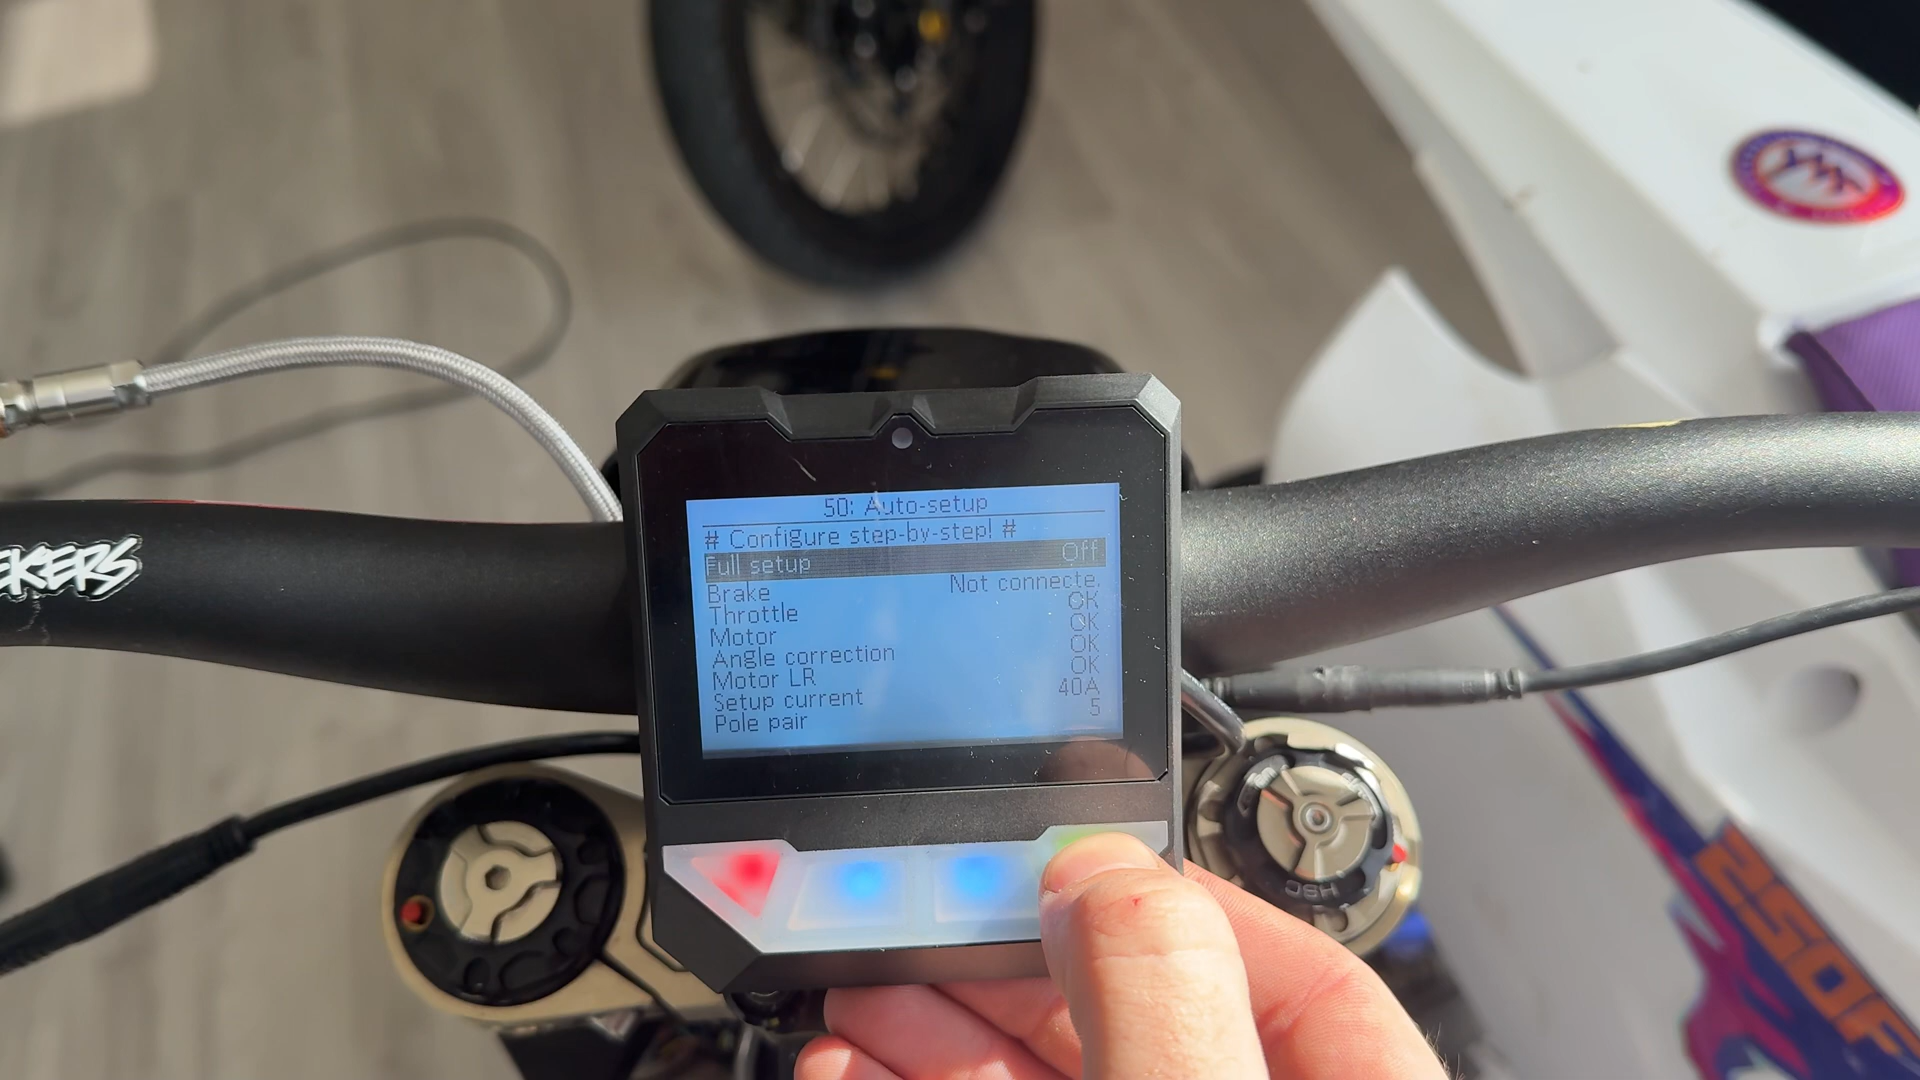 50: Auto-setup
# Configure step-by-step! #
Full setup Off
Brake Not connecte.
Throttle OK
Motor OK
Angle correction OK
Motor LR OK
Setup current 40A
Pole pair 5
EKERS
HSC
250F